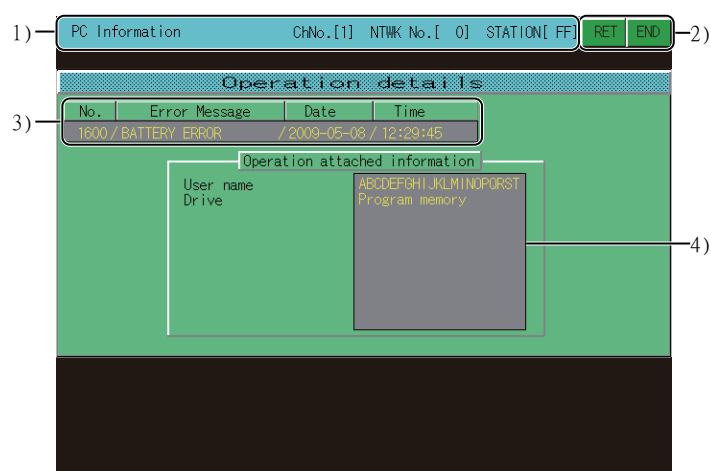 1) PC Information ChNo.[1] NTWK No.[ 0] STATION[ FF] RET END 2)
Operation details
3) No. Error Message Date Time
1600/BATTERY ERROR /2009-05-08/ 12:29:45
Operation attached information
User name ABCDEFGHIJKLMINOPQRST
Drive Program memory
4)